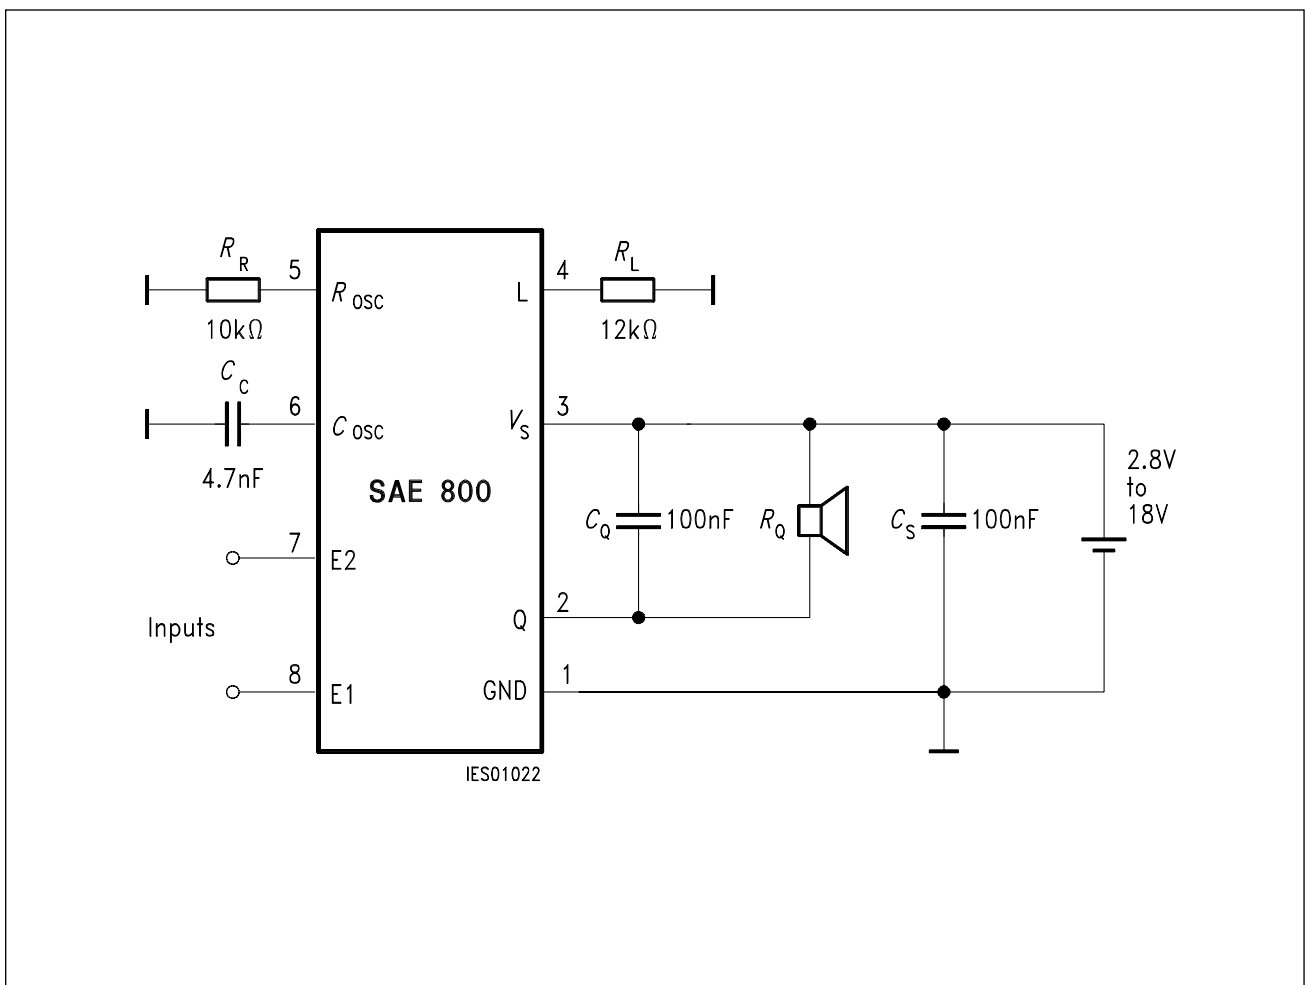 R R
5
R OSC
10kΩ
C C
6
C OSC
4.7nF
SAE 800
7
E2
Inputs
8
E1
4
L
R L
12kΩ
3
V S
2.8V
to
18V
C Q
100nF
R Q
C S
100nF
2
Q
1
GND
IES01022